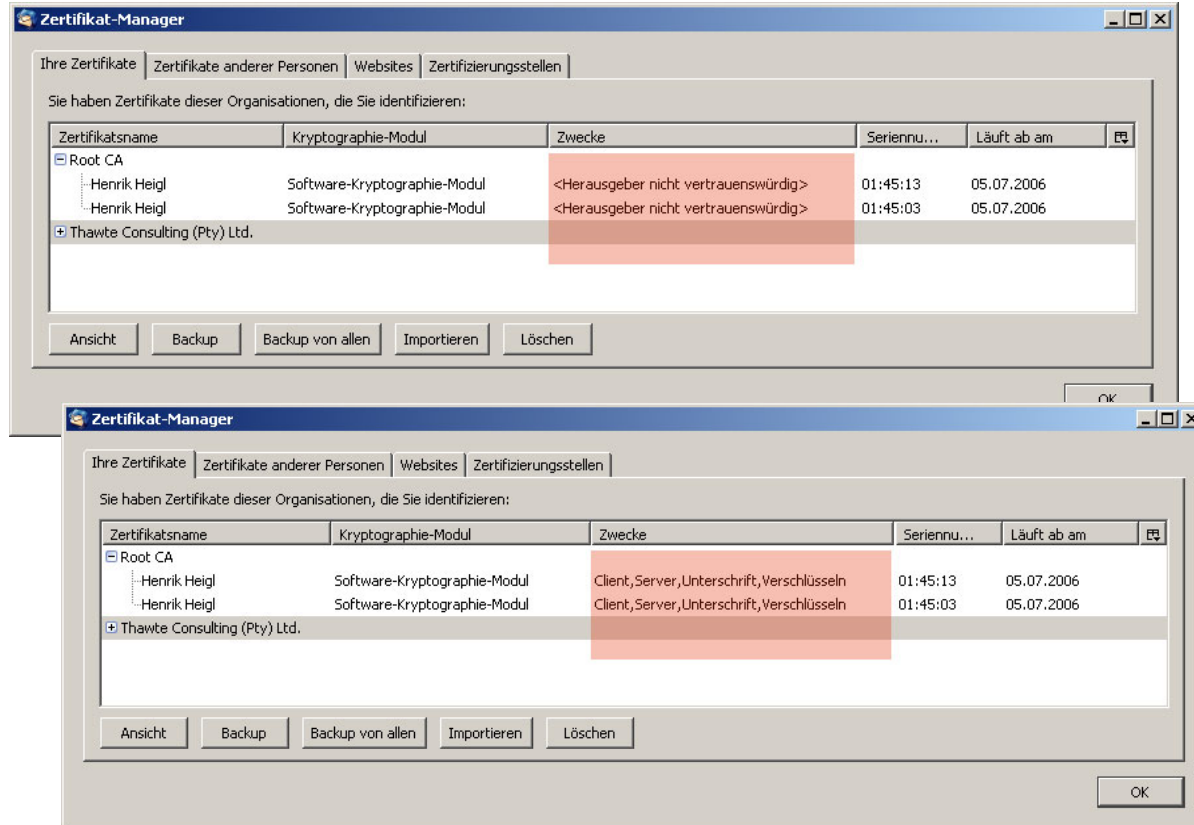 Zertifikat-Manager
Ihre Zertifikate Zertifikate anderer Personen Websites Zertifizierungsstellen
Sie haben Zertifikate dieser Organisationen, die Sie identifizieren:
Zertifikatsname Kryptographie-Modul Zwecke Seriennu... Läuft ab am
Root CA
Henrik Heigl Software-Kryptographie-Modul <Herausgeber nicht vertrauenswürdig> 01:45:13 05.07.2006
Henrik Heigl Software-Kryptographie-Modul <Herausgeber nicht vertrauenswürdig> 01:45:03 05.07.2006
Thawte Consulting (Pty) Ltd.
Ansicht Backup Backup von allen Importieren Löschen
OK
Zertifikat-Manager
Ihre Zertifikate Zertifikate anderer Personen Websites Zertifizierungsstellen
Sie haben Zertifikate dieser Organisationen, die Sie identifizieren:
Zertifikatsname Kryptographie-Modul Zwecke Seriennu... Läuft ab am
Root CA
Henrik Heigl Software-Kryptographie-Modul Client,Server,Unterschrift,Verschlüsseln 01:45:13 05.07.2006
Henrik Heigl Software-Kryptographie-Modul Client,Server,Unterschrift,Verschlüsseln 01:45:03 05.07.2006
Thawte Consulting (Pty) Ltd.
Ansicht Backup Backup von allen Importieren Löschen
OK